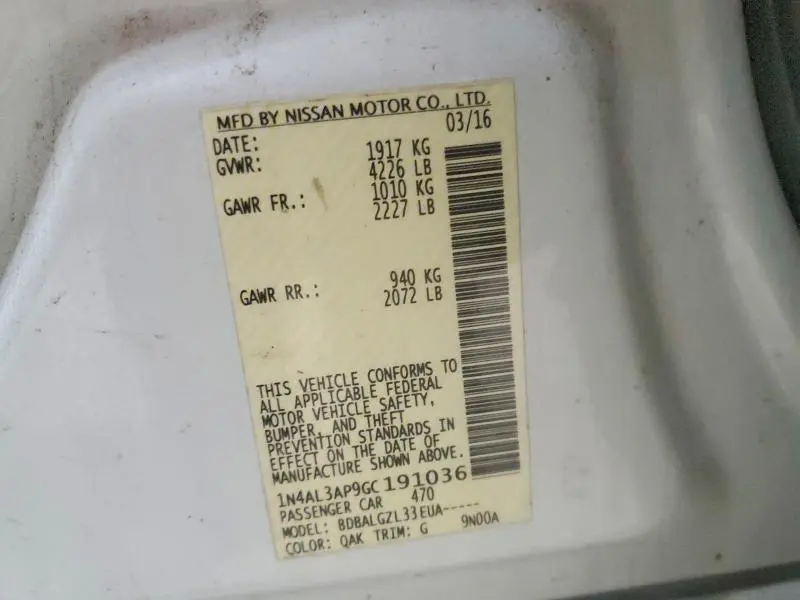 MFD BY NISSAN MOTOR CO., LTD.
DATE: 03/16
GVWR: 1917 KG
4226 LB
GAWR FR.: 1010 KG
2227 LB
GAWR RR.: 940 KG
2072 LB
THIS VEHICLE CONFORMS TO
ALL APPLICABLE FEDERAL
MOTOR VEHICLE SAFETY,
BUMPER, AND THEFT
PREVENTION STANDARDS IN
EFFECT ON THE DATE OF
MANUFACTURE SHOWN ABOVE.
1N4AL3AP9GC191036
PASSENGER CAR 470
MODEL: BDBALGZL33EUA-----
COLOR: QAK TRIM: G 9N00A